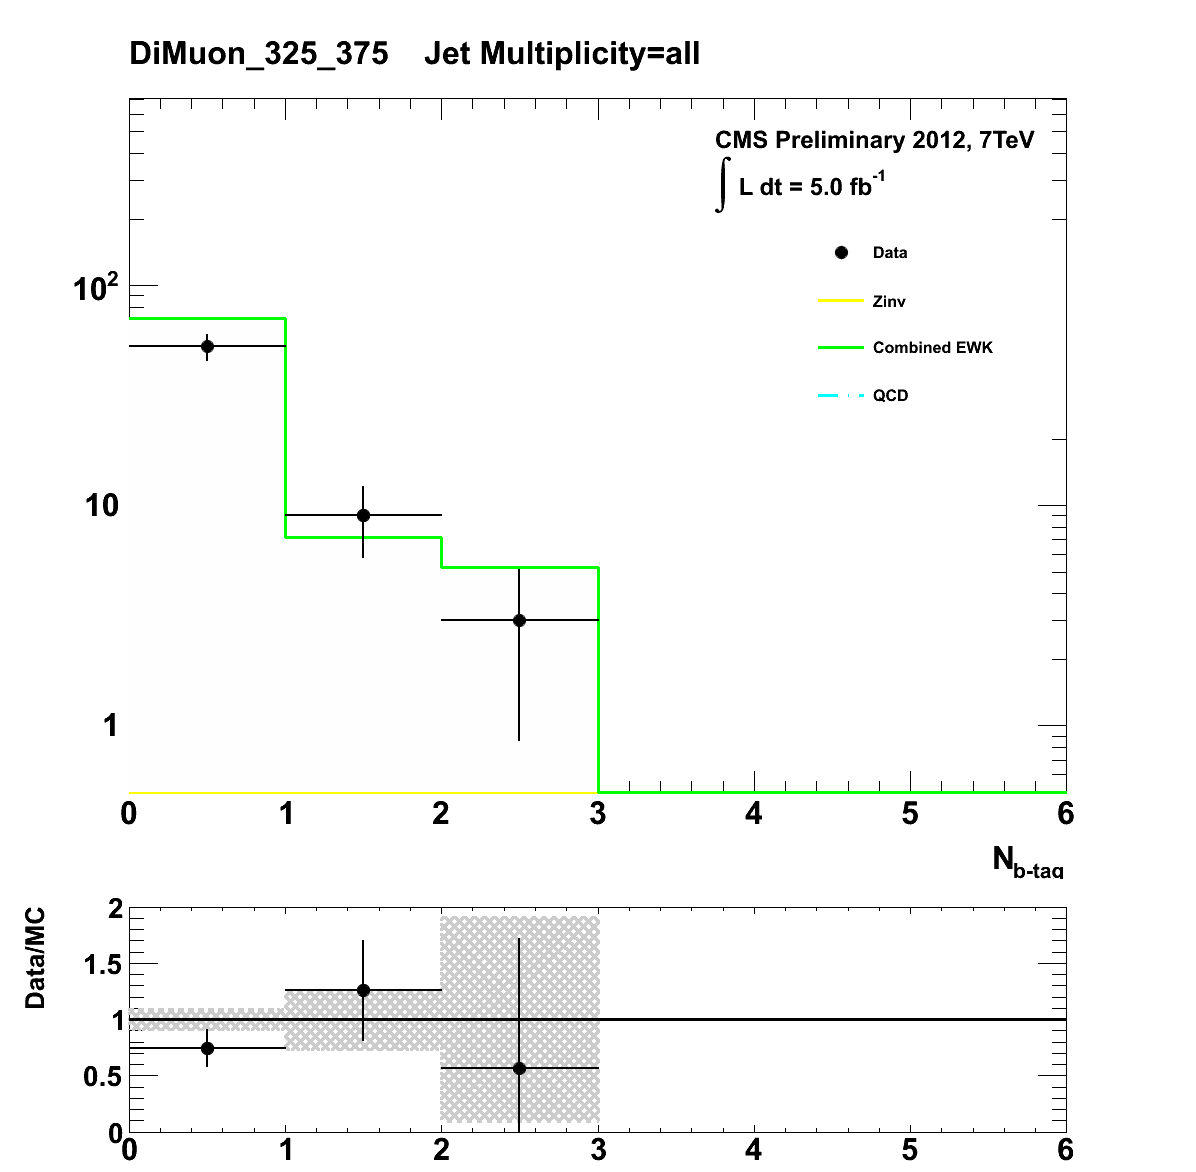 DiMuon_325_375 Jet Multiplicity=all
CMS Preliminary 2012, 7TeV
∫ L dt = 5.0 fb⁻¹
Data
Zinv
Combined EWK
QCD
10²
10
1
0 1 2 3 4 5 6
N_b-tag
Data/MC
2
1.5
1
0.5
0
0 1 2 3 4 5 6